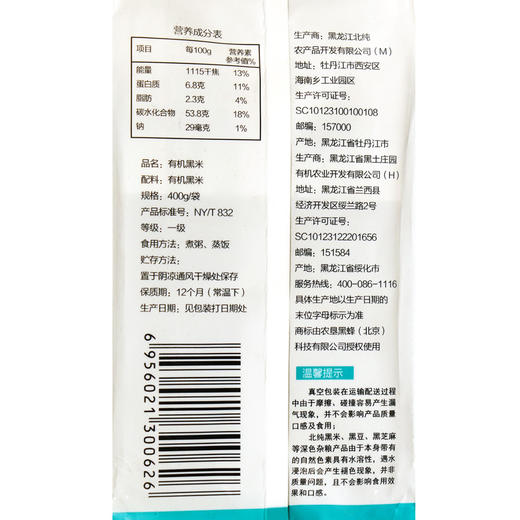 营养成分表
项目 每100g 营养素参考值%
能量 1115千焦 13%
蛋白质 6.8克 11%
脂肪 2.3克 4%
碳水化合物 53.8克 18%
钠 29毫克 1%
品名：有机黑米
配料：有机黑米
规格：400g/袋
产品标准号：NY/T 832
等级：一级
食用方法：煮粥、蒸饭
贮存方法：
置于阴凉通风干燥处保存
保质期：12个月（常温下）
生产日期：见包装打日期处
6956021300626
生产商：黑龙江北纯
农产品开发有限公司（M）
地址：牡丹江市西安区
海南乡工业园区
生产许可证号：
SC10123100100108
邮编：157000
产地：黑龙江省牡丹江市
生产商：黑龙江省黑土庄园
有机农业开发有限公司（H）
地址：黑龙江省兰西县
经济开发区绥兰路2号
生产许可证号：
SC10123122201656
邮编：151584
产地：黑龙江省绥化市
服务热线：400-086-1116
具体生产地以生产日期的
末位字母标示为准
商标由农垦黑蜂（北京）
科技有限公司授权使用
温馨提示
真空包装在运输配送过程
中由于摩擦、碰撞容易产生漏
气现象，并不会影响产品质量
口感及食用；
北纯黑米、黑豆、黑芝麻
等深色杂粮产品由于本身带有
的自然色素具有水溶性，遇水
浸泡后会产生褪色现象，并非
质量问题，且不会影响食用效
果和口感。